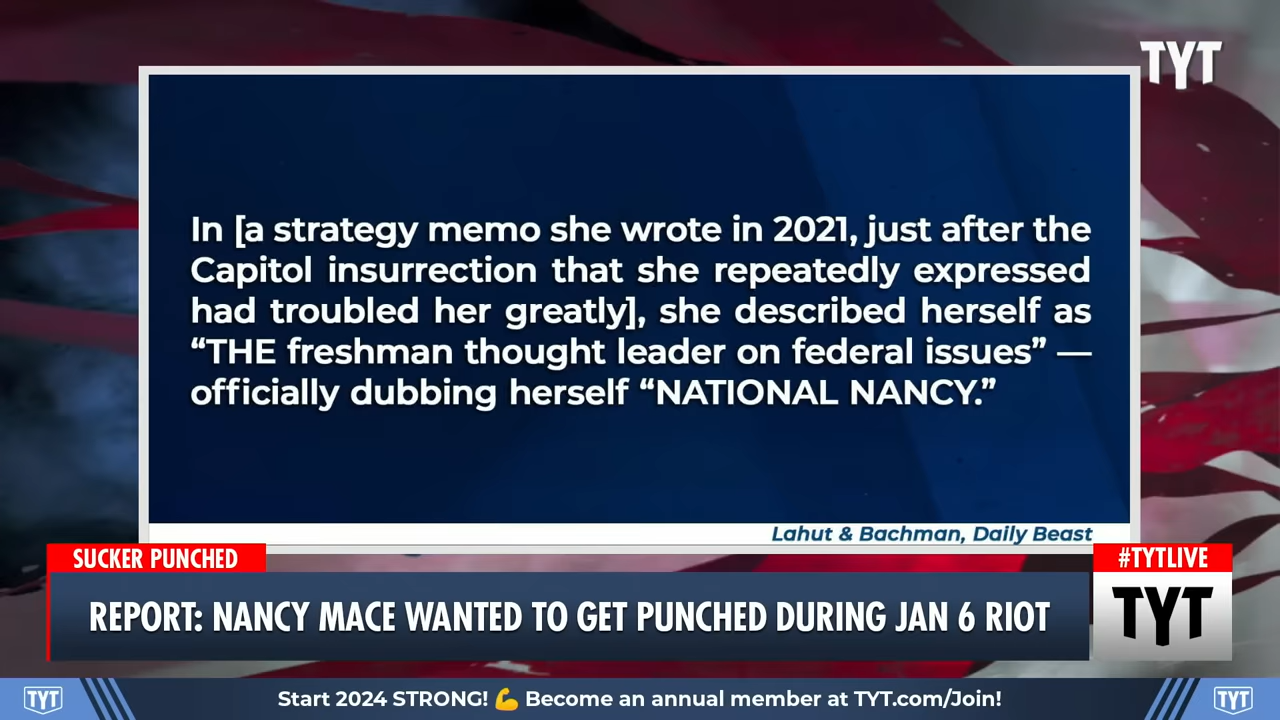 TYT
In [a strategy memo she wrote in 2021, just after the
Capitol insurrection that she repeatedly expressed
had troubled her greatly], she described herself as
“THE freshman thought leader on federal issues” —
officially dubbing herself “NATIONAL NANCY.”
Lahut & Bachman, Daily Beast
SUCKER PUNCHED
#TYTLIVE
REPORT: NANCY MACE WANTED TO GET PUNCHED DURING JAN 6 RIOT
TYT
TYT
Start 2024 STRONG! 💪 Become an annual member at TYT.com/Join!
TYT